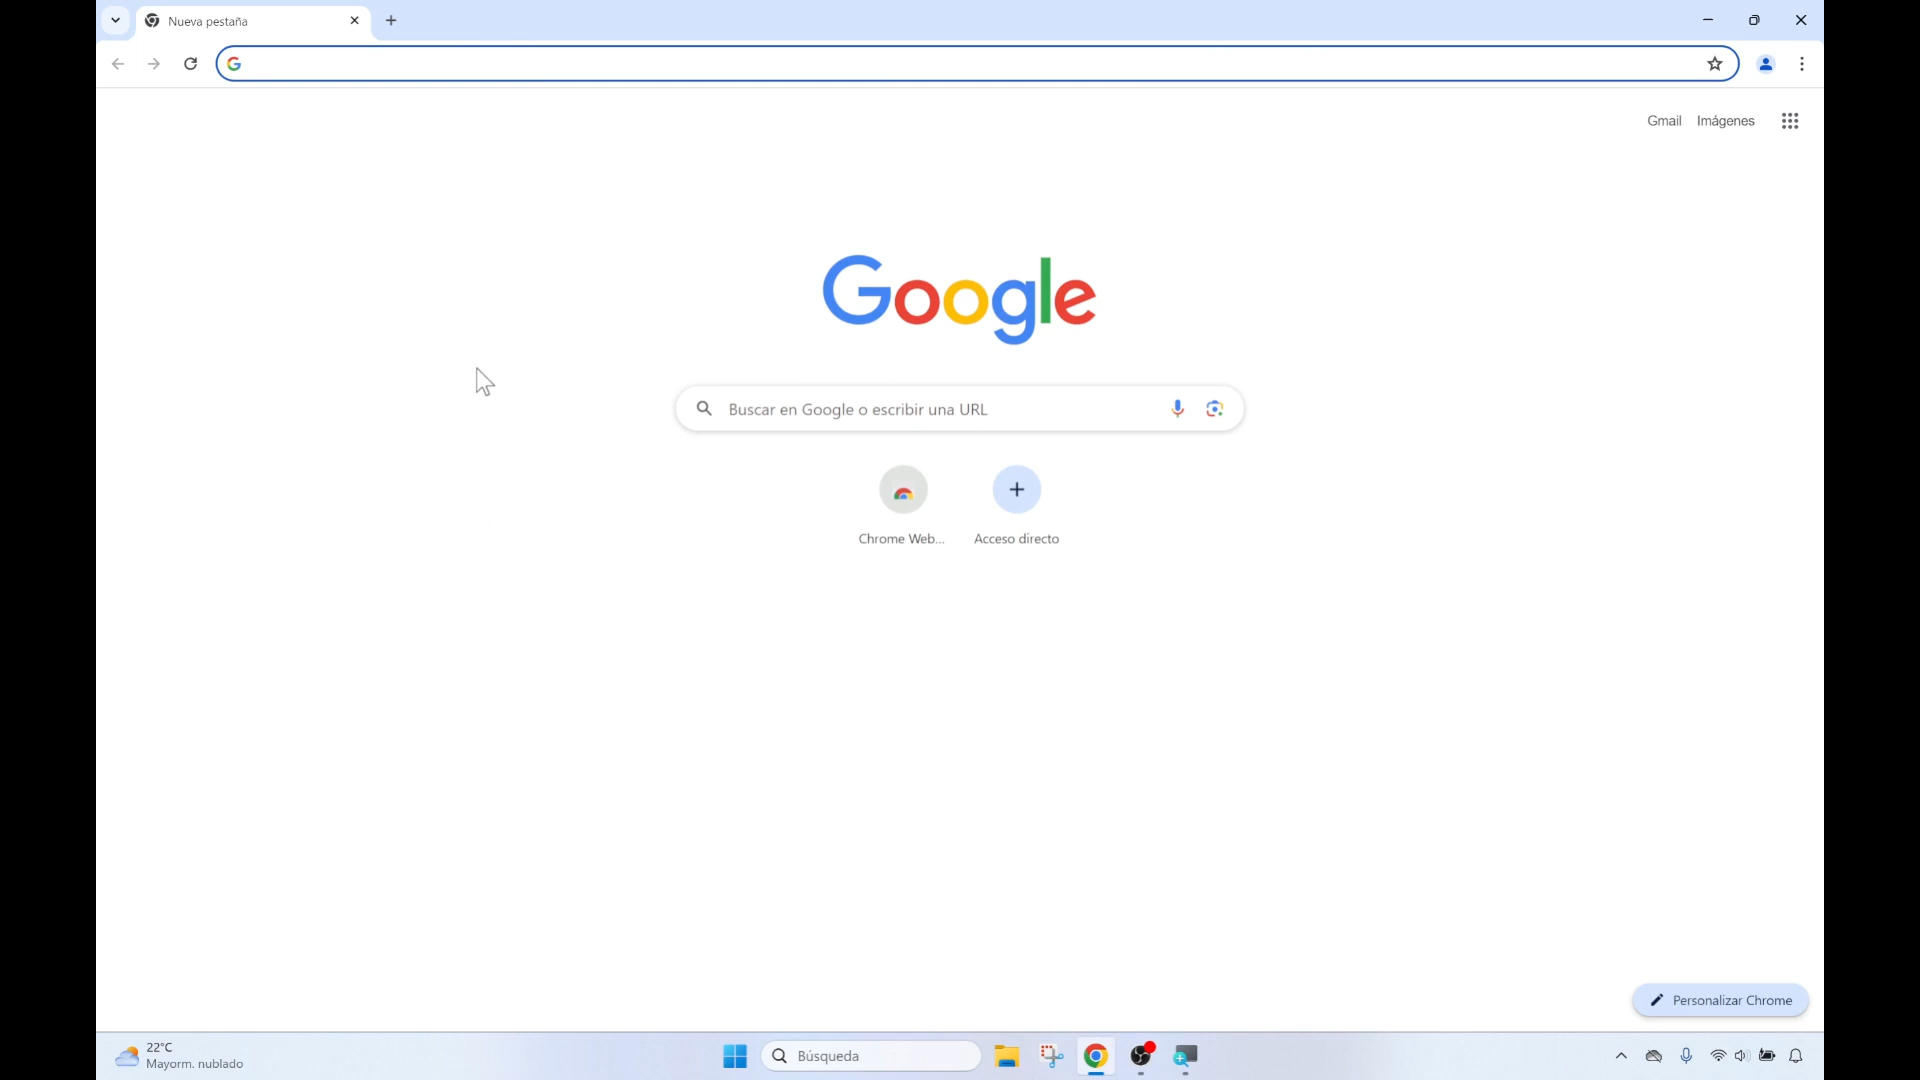 Nueva pestaña
Gmail Imágenes
Google
Buscar en Google o escribir una URL
Chrome Web... Acceso directo
Personalizar Chrome
22°C
Mayorm. nublado
Búsqueda